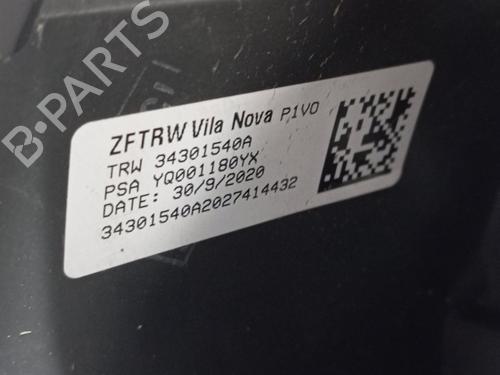 B-PARTS
ZFTRW Vila Nova P1VO
TRW 34301540A
PSA YQ001180YX
DATE: 30/9/2020
34301540A2027414432